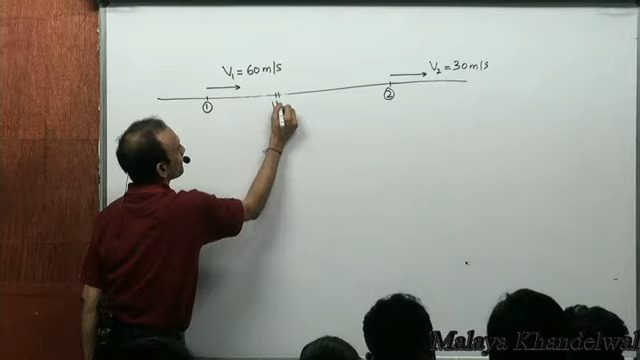 V₁ = 60 m/s
V₂ = 30 m/s
① ②
Malaya Khandelwal